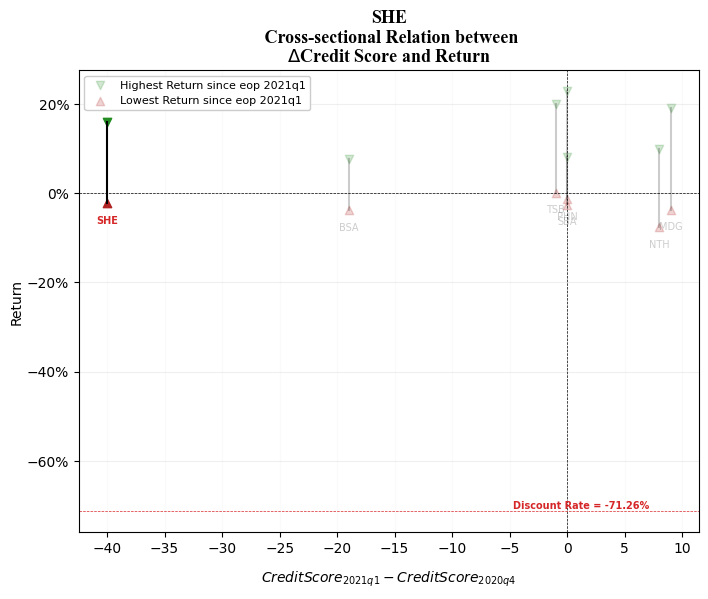 SHE
Cross-sectional Relation between
ΔCredit Score and Return
Highest Return since eop 2021q1
Lowest Return since eop 2021q1
20%
0%
−20%
−40%
−60%
Return
SHE
BSA
TSE
SEA
NTH
MDG
Discount Rate = -71.26%
−40
−35
−30
−25
−20
−15
−10
−5
0
5
10
CreditScore2021q1 − CreditScore2020q4